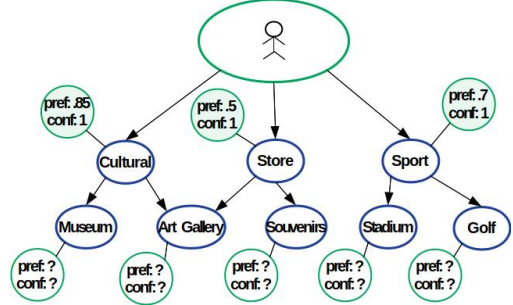 pref: .85
conf: 1
pref: .5
conf: 1
pref: .7
conf: 1
Cultural
Store
Sport
Museum
Art Gallery
Souvenirs
Stadium
Golf
pref: ?
conf: ?
pref: ?
conf: ?
pref: ?
conf: ?
pref: ?
conf: ?
pref: ?
conf: ?